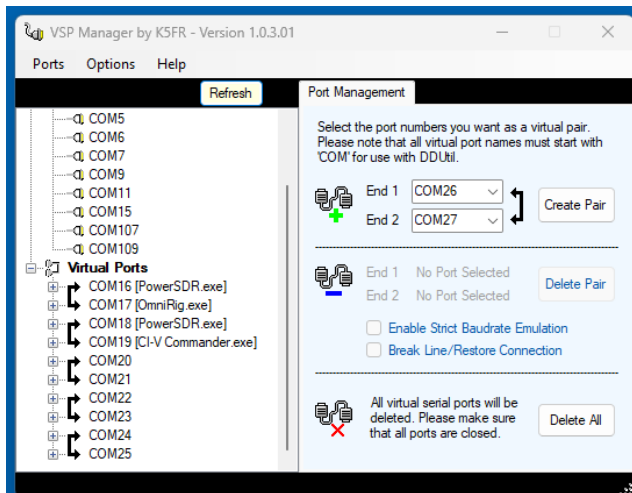 VSP Manager by K5FR - Version 1.0.3.01
Ports Options Help
Refresh
COM5
COM6
COM7
COM9
COM11
COM15
COM107
COM109
Virtual Ports
COM16 [PowerSDR.exe]
COM17 [OmniRig.exe]
COM18 [PowerSDR.exe]
COM19 [CI-V Commander.exe]
COM20
COM21
COM22
COM23
COM24
COM25
Port Management
Select the port numbers you want as a virtual pair.
Please note that all virtual port names must start with
'COM' for use with DDUtil.
End 1 COM26
End 2 COM27
Create Pair
End 1 No Port Selected
End 2 No Port Selected
Delete Pair
Enable Strict Baudrate Emulation
Break Line/Restore Connection
All virtual serial ports will be
deleted. Please make sure
that all ports are closed.
Delete All